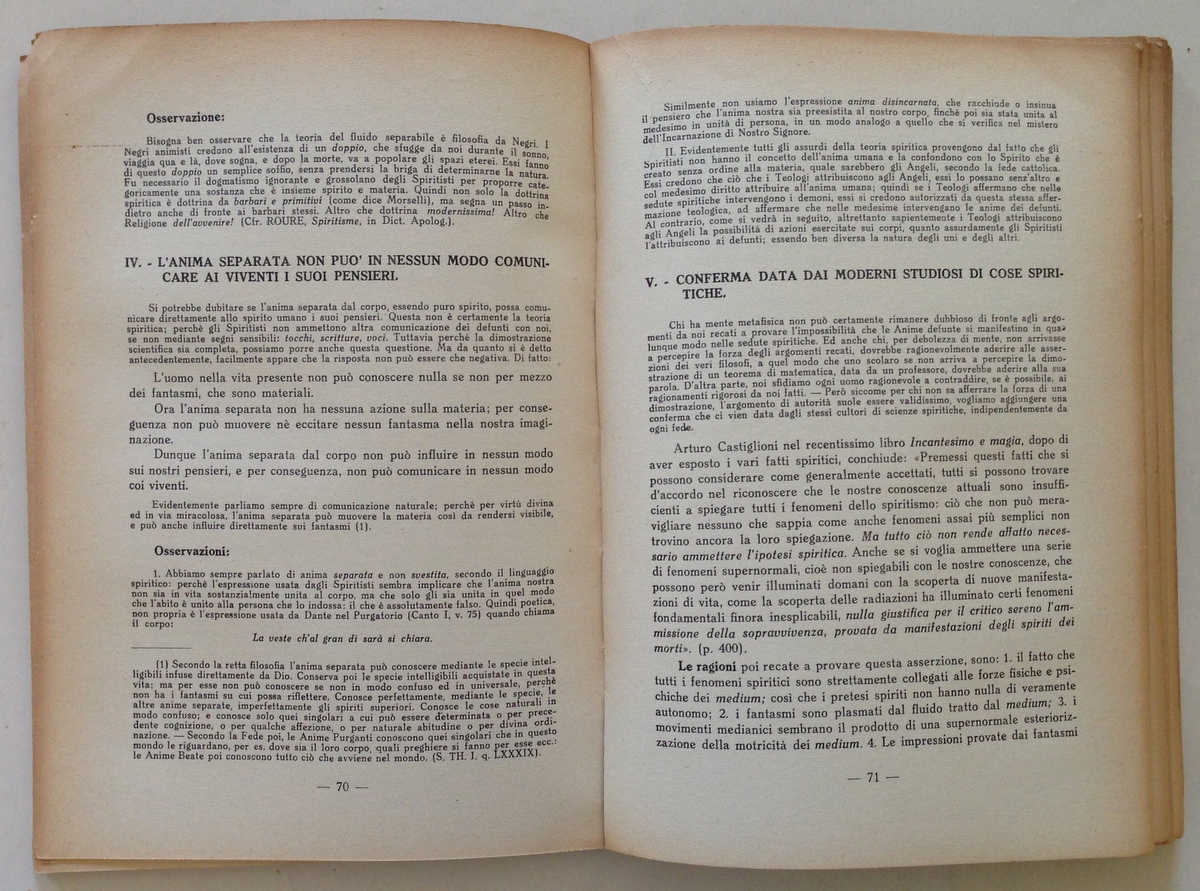 Osservazione:
Bisogna ben osservare che la teoria del fluido separabile è filosofia da Negri. I
Negri animisti credono all'esistenza di un doppio, che sfugge da noi durante il sonno,
viaggia qua e là, dove sogna, e dopo la morte, va a popolare gli spazi eterei. Essi fanno
di questo doppio un semplice soffio, senza prendersi la briga di determinarne la natura.
Fu necessario il dogmatismo ignorante e grossolano degli Spiritisti per proporre cate-
goricamente una sostanza che è insieme spirito e materia. Quindi non solo la dottrina
spiritica è dottrina da barbari e primitivi (come dice Morselli), ma segna un passo in-
dietro anche di fronte ai barbari stessi. Altro che dottrina modernissima! Altro che
Religione dell'avvenire! (Cfr. ROURE, Spiritisme, in Dict. Apolog.).
IV. - L'ANIMA SEPARATA NON PUO' IN NESSUN MODO COMUNI-
CARE AI VIVENTI I SUOI PENSIERI.
Si potrebbe dubitare se l'anima separata dal corpo, essendo puro spirito, possa comu-
nicare direttamente allo spirito umano i suoi pensieri. Questa non è certamente la teoria
spiritica; perchè gli Spiritisti non ammettono altra comunicazione dei defunti con noi,
se non mediante segni sensibili: tocchi, scritture, voci. Tuttavia perchè la dimostrazione
scientifica sia completa, possiamo porre anche questa questione. Ma da quanto si è detto
antecedentemente, facilmente appare che la risposta non può essere che negativa. Di fatto:
L'uomo nella vita presente non può conoscere nulla se non per mezzo
dei fantasmi, che sono materiali.
Ora l'anima separata non ha nessuna azione sulla materia; per conse-
guenza non può muovere nè eccitare nessun fantasma nella nostra imagi-
nazione.
Dunque l'anima separata dal corpo non può influire in nessun modo
sui nostri pensieri, e per conseguenza, non può comunicare in nessun modo
coi viventi.
Evidentemente parliamo sempre di comunicazione naturale; perchè per virtù divina
ed in via miracolosa, l'anima separata può muovere la materia così da rendersi visibile,
e può anche influire direttamente sui fantasmi (1).
Osservazioni:
1. Abbiamo sempre parlato di anima separata e non svestita, secondo il linguaggio
spiritico: perchè l'espressione usata dagli Spiritisti sembra implicare che l'anima nostra
non sia in vita sostanzialmente unita al corpo, ma che solo gli sia unita in quel modo
che l'abito è unito alla persona che lo indossa: il che è assolutamente falso. Quindi poetica,
non propria è l'espressione usata da Dante nel Purgatorio (Canto I, v. 75) quando chiama
il corpo:
La veste ch'al gran dì sarà sì chiara.
(1) Secondo la retta filosofia l'anima separata può conoscere mediante le specie intel-
ligibili infuse direttamente da Dio. Conserva poi le specie intelligibili acquistate in questa
vita; ma per esse non può conoscere se non in modo confuso ed in universale, perchè
non ha i fantasmi su cui possa riflettere. Conosce perfettamente, mediante le specie, le
altre anime separate, imperfettamente gli spiriti superiori. Conosce le cose naturali in
modo confuso; e conosce solo quei singolari a cui può essere determinata o per prece-
dente cognizione, o per qualche affezione, o per naturale abitudine o per divina ordi-
nazione. — Secondo la Fede poi, le Anime Purganti conoscono quei singolari che in questo
mondo le riguardano, per es. dove sia il loro corpo, quali preghiere si fanno per esse ecc.:
le Anime Beate poi conoscono tutto ciò che avviene nel mondo. (S. TH. I, q. LXXXIX).
— 70 —
Similmente non usiamo l'espressione anima disincarnata, che racchiude o insinua
il pensiero che l'anima nostra sia preesistita al nostro corpo, finchè poi sia stata unita al
medesimo in unità di persona, in un modo analogo a quello che si verifica nel mistero
dell'Incarnazione di Nostro Signore.
II. Evidentemente tutti gli assurdi della teoria spiritica provengono dal fatto che gli
Spiritisti non hanno il concetto dell'anima umana e la confondono con lo Spirito che è
creato senza ordine alla materia, quale sarebbero gli Angeli, secondo la fede cattolica.
Essi credono che ciò che i Teologi attribuiscono agli Angeli, essi lo possano senz'altro e
col medesimo diritto attribuire all'anima umana; quindi se i Teologi affermano che nelle
sedute spiritiche intervengono i demoni, essi si credono autorizzati da questa stessa affer-
mazione teologica, ad affermare che nelle medesime intervengano le anime dei defunti.
Al contrario, come si vedrà in seguito, altrettanto sapientemente i Teologi attribuiscono
agli Angeli la possibilità di azioni esercitate sui corpi, quanto assurdamente gli Spiritisti
l'attribuiscono ai defunti; essendo ben diversa la natura degli uni e degli altri.
V. - CONFERMA DATA DAI MODERNI STUDIOSI DI COSE SPIRI-
TICHE.
Chi ha mente metafisica non può certamente rimanere dubbioso di fronte agli argo-
menti da noi recati a provare l'impossibilità che le Anime defunte si manifestino in qua-
lunque modo nelle sedute spiritiche. Ed anche chi, per debolezza di mente, non arrivasse
a percepire la forza degli argomenti recati, dovrebbe ragionevolmente aderire alle asser-
zioni dei veri filosofi, a quel modo che uno scolaro se non arriva a percepire la dimo-
strazione di un teorema di matematica, data da un professore, dovrebbe aderire alla sua
parola. D'altra parte, noi sfidiamo ogni uomo ragionevole a contraddire, se è possibile, ai
ragionamenti rigorosi da noi fatti. — Però siccome per chi non sa afferrare la forza di una
dimostrazione, l'argomento di autorità suole essere validissimo, vogliamo aggiungere una
conferma che ci vien data dagli stessi cultori di scienze spiritiche, indipendentemente da
ogni fede.
Arturo Castiglioni nel recentissimo libro Incantesimo e magia, dopo di
aver esposto i vari fatti spiritici, conchiude: «Premessi questi fatti che si
possono considerare come generalmente accettati, tutti si possono trovare
d'accordo nel riconoscere che le nostre conoscenze attuali sono insuffi-
cienti a spiegare tutti i fenomeni dello spiritismo: ciò che non può mera-
vigliare nessuno che sappia come anche fenomeni assai più semplici non
trovino ancora la loro spiegazione. Ma tutto ciò non rende affatto neces-
sario ammettere l'ipotesi spiritica. Anche se si voglia ammettere una serie
di fenomeni supernormali, cioè non spiegabili con le nostre conoscenze, che
possono però venir illuminati domani con la scoperta di nuove manifesta-
zioni di vita, come la scoperta delle radiazioni ha illuminato certi fenomeni
fondamentali finora inesplicabili, nulla giustifica per il critico sereno l'am-
missione della sopravvivenza, provata da manifestazioni degli spiriti dei
morti». (p. 400).
Le ragioni poi recate a provare questa asserzione, sono: 1. il fatto che
tutti i fenomeni spiritici sono strettamente collegati alle forze fisiche e psi-
chiche dei medium; così che i pretesi spiriti non hanno nulla di veramente
autonomo; 2. i fantasmi sono plasmati dal fluido tratto dal medium; 3. i
movimenti medianici sembrano il prodotto di una supernormale esterioriz-
zazione della motricità dei medium. 4. Le impressioni provate dai fantasmi
— 71 —